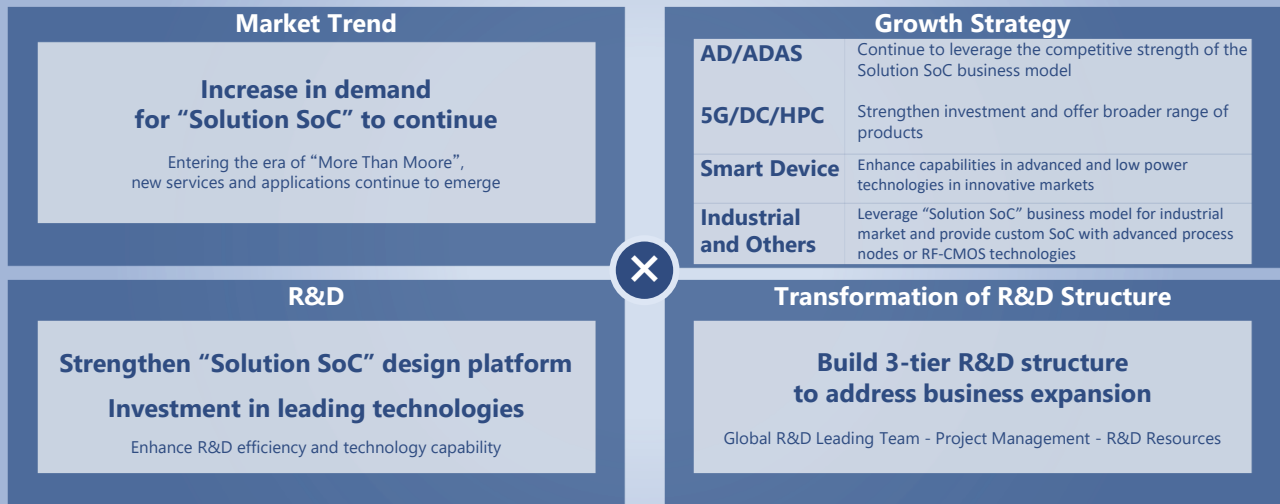 Market Trend
Increase in demand
for “Solution SoC” to continue
Entering the era of “More Than Moore”,
new services and applications continue to emerge
Growth Strategy
AD/ADAS
Continue to leverage the competitive strength of the
Solution SoC business model
5G/DC/HPC
Strengthen investment and offer broader range of
products
Smart Device
Enhance capabilities in advanced and low power
technologies in innovative markets
Industrial
and Others
Leverage “Solution SoC” business model for industrial
market and provide custom SoC with advanced process
nodes or RF-CMOS technologies
R&D
Strengthen “Solution SoC” design platform
Investment in leading technologies
Enhance R&D efficiency and technology capability
Transformation of R&D Structure
Build 3-tier R&D structure
to address business expansion
Global R&D Leading Team - Project Management - R&D Resources